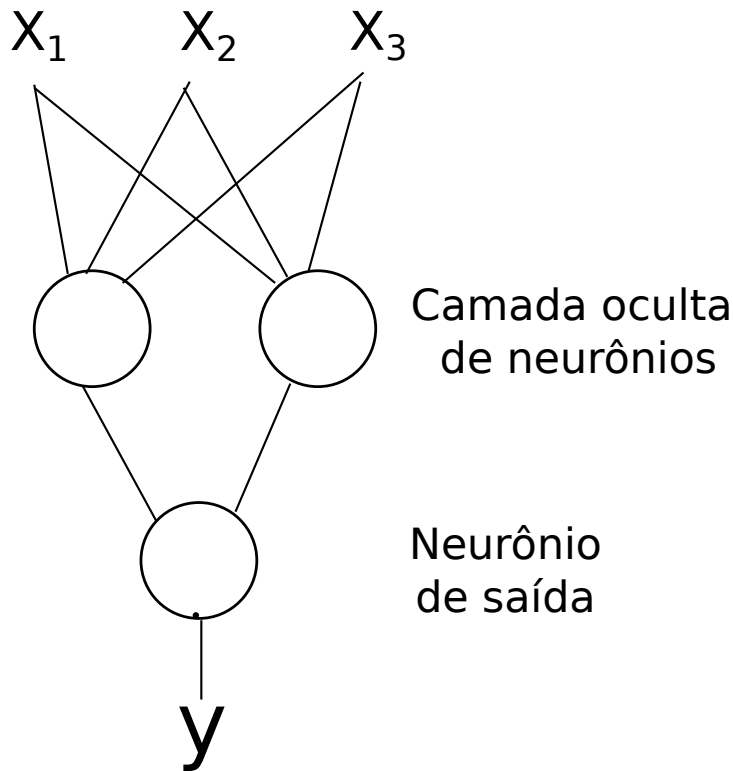 X₁ X₂ X₃
Camada oculta
de neurônios
Neurônio
de saída
y